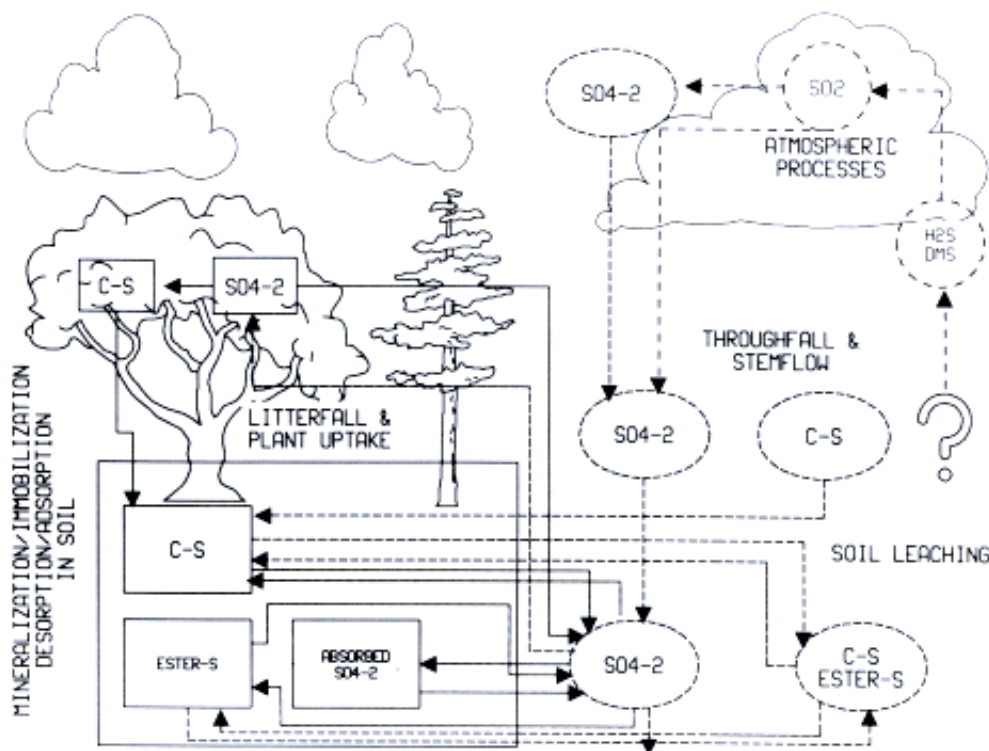 SO4-2
SO2
ATMOSPHERIC
PROCESSES
H2S
DMS
C-S
SO4-2
THROUGHFALL &
STEMFLOW
LITTERFALL &
PLANT UPTAKE
SO4-2
C-S
?
MINERALIZATION/IMMOBILIZATION
DESORPTION/ADSORPTION
IN SOIL
C-S
SOIL LEACHING
ESTER-S
ABSORBED
SO4-2
SO4-2
C-S
ESTER-S